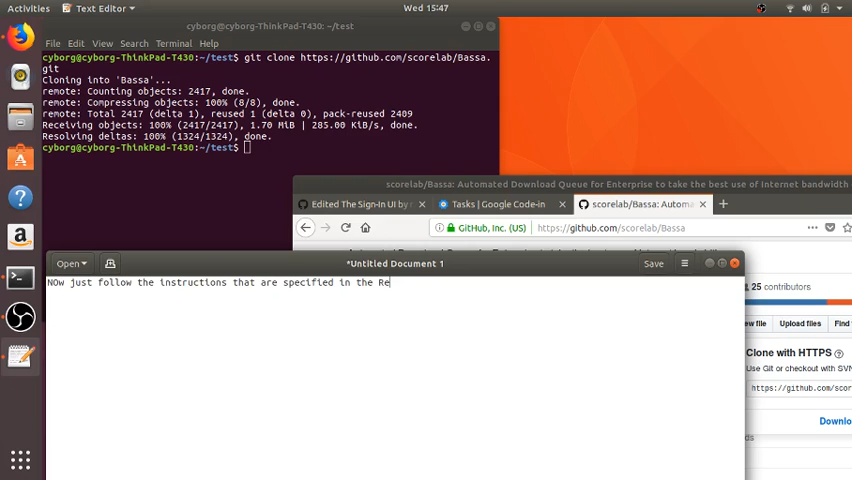 Activities
Text Editor
Wed 15:47
cyborg@cyborg-ThinkPad-T430: ~/test
File Edit View Search Terminal Help
cyborg@cyborg-ThinkPad-T430:~/test$ git clone https://github.com/scorelab/Bassa.
git
Cloning into 'Bassa'...
remote: Counting objects: 2417, done.
remote: Compressing objects: 100% (8/8), done.
remote: Total 2417 (delta 1), reused 1 (delta 0), pack-reused 2409
Receiving objects: 100% (2417/2417), 1.70 MiB | 285.00 KiB/s, done.
Resolving deltas: 100% (1324/1324), done.
cyborg@cyborg-ThinkPad-T430:~/test$
scorelab/Bassa: Automated Download Queue for Enterprise to take the best use of Internet bandwidth
Edited The Sign-In UI by
Tasks | Google Code-in
scorelab/Bassa: Automa
GitHub, Inc. (US)
https://github.com/scorelab/Bassa
Open
*Untitled Document 1
Save
NOw just follow the instructions that are specified in the Re
25 contributors
ew file
Upload files
Find
Clone with HTTPS
Use Git or checkout with SVN
https://github.com/scor
Downlo
ds